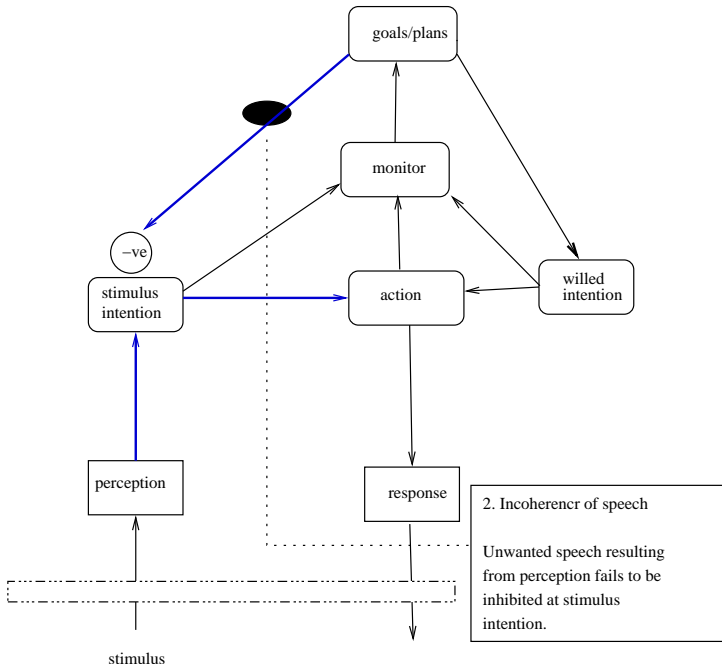 goals/plans
monitor
−ve
stimulus
intention
action
willed
intention
perception
response
2. Incoherencr of speech
Unwanted speech resulting
from perception fails to be
inhibited at stimulus
intention.
stimulus